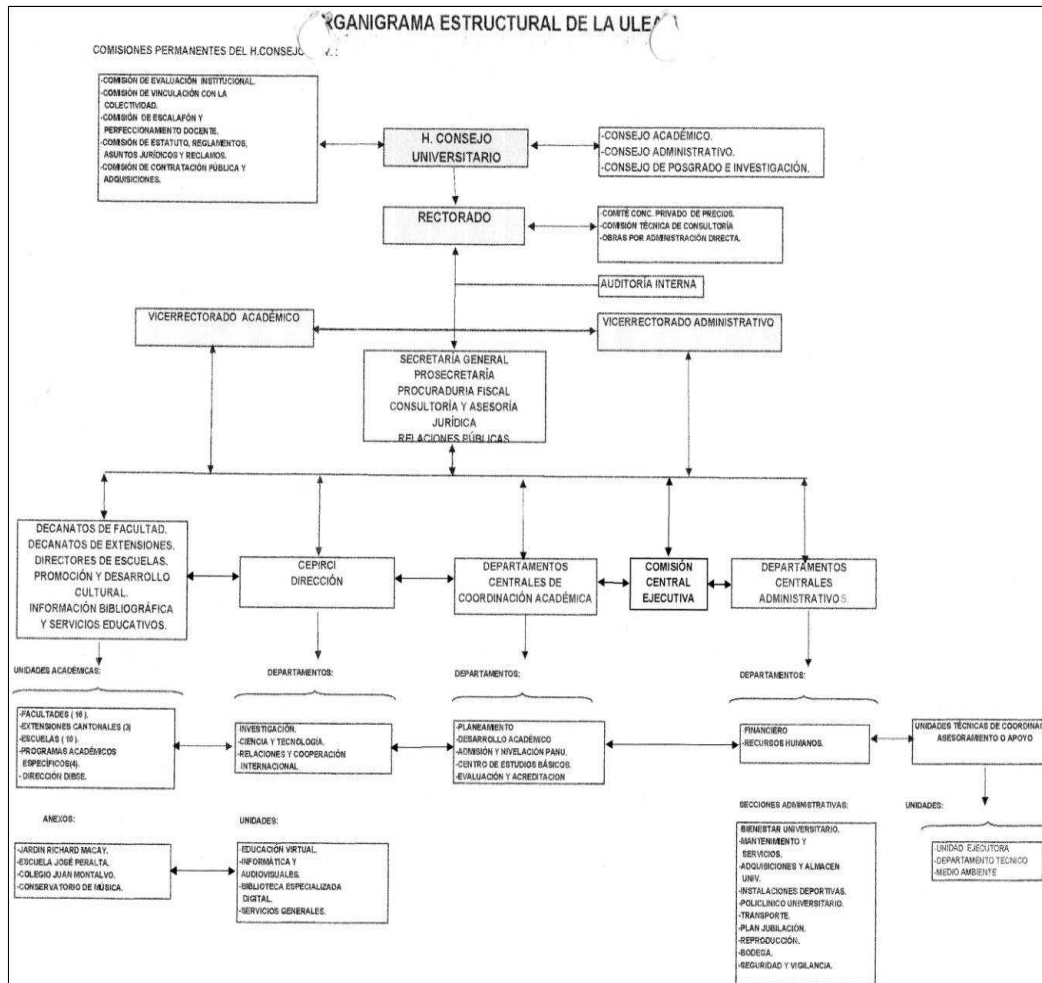 RGANIGRAMA ESTRUCTURAL DE LA ULEA
COMISIONES PERMANENTES DEL H.CONSEJO
-COMISIÓN DE EVALUACIÓN INSTITUCIONAL.
-COMISIÓN DE VINCULACIÓN CON LA
COLECTIVIDAD.
-COMISIÓN DE ESCALAFÓN Y
PERFECCIONAMIENTO DOCENTE.
-COMISIÓN DE ESTATUTO, REGLAMENTOS,
ASUNTOS JURÍDICOS Y RECLAMOS.
-COMISIÓN DE CONTRATACIÓN PÚBLICA Y
ADQUISICIONES.
H. CONSEJO
UNIVERSITARIO
-CONSEJO ACADÉMICO.
-CONSEJO ADMINISTRATIVO.
-CONSEJO DE POSGRADO E INVESTIGACIÓN.
RECTORADO
-COMITÉ CONC. PRIVADO DE PRECIOS.
-COMISIÓN TÉCNICA DE CONSULTORÍA
-OBRAS POR ADMINISTRACIÓN DIRECTA.
AUDITORÍA INTERNA
VICERRECTORADO ACADÉMICO
VICERRECTORADO ADMINISTRATIVO
SECRETARÍA GENERAL
PROSECRETARÍA
PROCURADURIA FISCAL
CONSULTORÍA Y ASESORÍA
JURÍDICA
RELACIONES PÚBLICAS
DECANATOS DE FACULTAD.
DECANATOS DE EXTENSIONES.
DIRECTORES DE ESCUELAS.
PROMOCIÓN Y DESARROLLO
CULTURAL.
INFORMACIÓN BIBLIOGRÁFICA
Y SERVICIOS EDUCATIVOS.
CEPIRCI
DIRECCIÓN
DEPARTAMENTOS
CENTRALES DE
COORDINACIÓN ACADÉMICA
COMISIÓN
CENTRAL
EJECUTIVA
DEPARTAMENTOS
CENTRALES
ADMINISTRATIVOS.
UNIDADES ACADÉMICAS:
-FACULTADES ( 16 ).
-EXTENSIONES CANTONALES (3)
-ESCUELAS ( 10 ).
-PROGRAMAS ACADÉMICOS
ESPECÍFICOS(4).
- DIRECCIÓN DIBSE.
DEPARTAMENTOS:
-INVESTIGACIÓN.
-CIENCIA Y TECNOLOGÍA.
-RELACIONES Y COOPERACIÓN
INTERNACIONAL.
DEPARTAMENTOS:
-PLANEAMIENTO
-DESARROLLO ACADÉMICO
-ADMISIÓN Y NIVELACIÓN PANU.
-CENTRO DE ESTUDIOS BÁSICOS.
-EVALUACIÓN Y ACREDITACION
DEPARTAMENTOS:
FINANCIERO
- RECURSOS HUMANOS.
UNIDADES TÉCNICAS DE COORDINAC
ASESORAMIENTO O APOYO
ANEXOS:
-JARDIN RICHARD MACAY.
-ESCUELA JOSÉ PERALTA.
-COLEGIO JUAN MONTALVO.
-CONSERVATORIO DE MÚSICA.
UNIDADES:
-EDUCACIÓN VIRTUAL.
-INFORMÁTICA Y
AUDIOVISUALES.
-BIBLIOTECA ESPECIALIZADA
DIGITAL.
-SERVICIOS GENERALES.
SECCIONES ADMINISTRATIVAS:
-BIENESTAR UNIVERSITARIO.
-MANTENIMIENTO Y
SERVICIOS.
-ADQUISICIONES Y ALMACEN
UNIV.
-INSTALACIONES DEPORTIVAS.
-POLICLINICO UNIVERSITARIO.
-TRANSPORTE.
-PLAN JUBILACIÓN.
-REPRODUCCIÓN.
-BODEGA.
-SEGURIDAD Y VIGILANCIA.
UNIDADES:
-UNIDAD EJECUTORA
-DEPARTAMENTO TÉCNICO
-MEDIO AMBIENTE